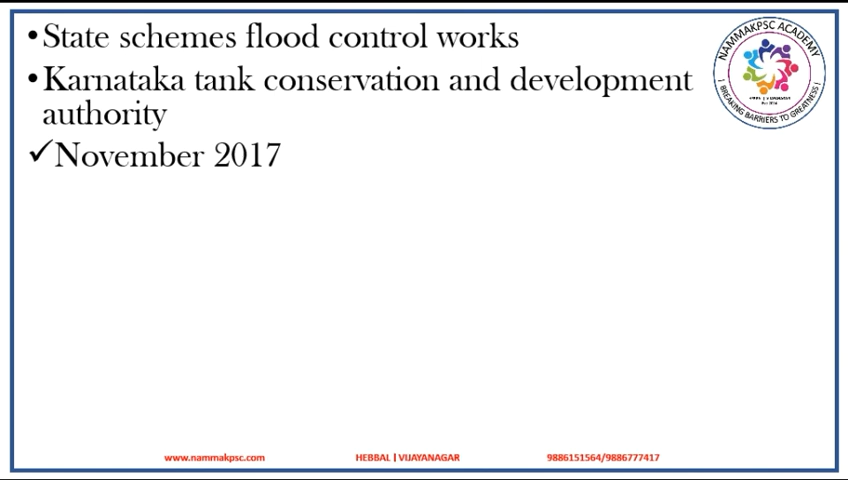 •State schemes flood control works
•Karnataka tank conservation and development
authority
✓November 2017
NAMMAKPSC ACADEMY
! BREAKING BARRIERS TO GREATNESS !
www.nammakpsc.com HEBBAL | VIJAYANAGAR 9886151564/9886777417